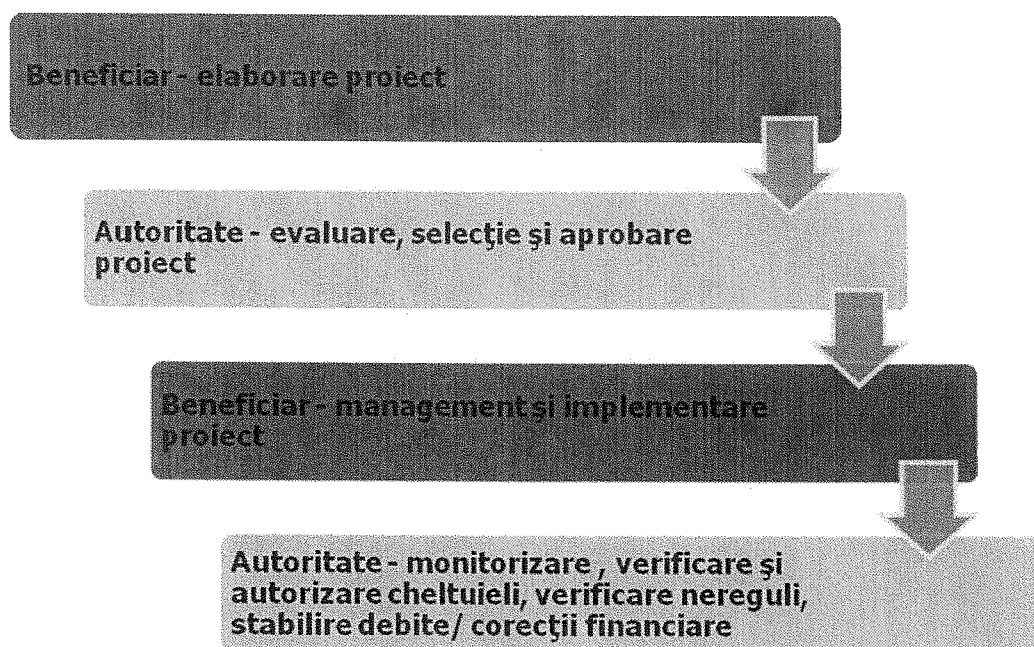 Beneficiar - elaborare proiect
Autoritate - evaluare, selecţie şi aprobare
proiect
Beneficiar - management şi implementare
proiect
Autoritate - monitorizare , verificare şi
autorizare cheltuieli, verificare nereguli,
stabilire debite/ corecţii financiare